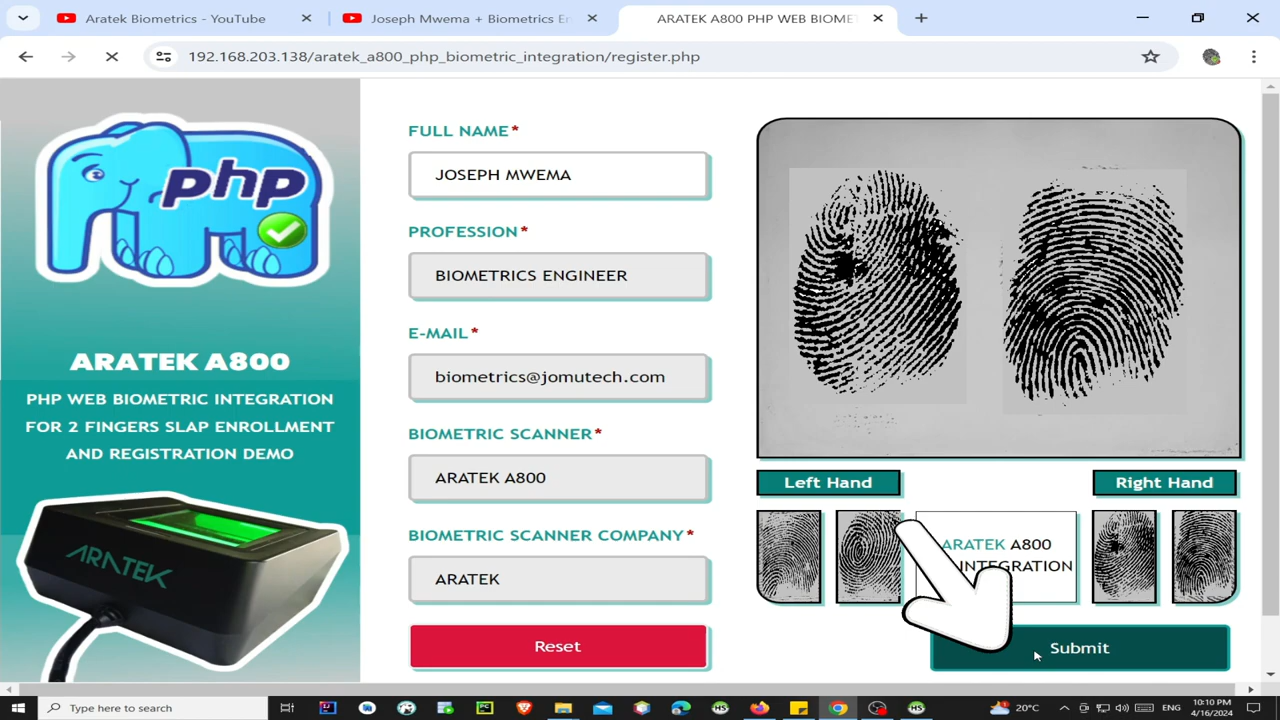 Aratek Biometrics - YouTube
Joseph Mwema + Biometrics En
ARATEK A800 PHP WEB BIOMET
192.168.203.138/aratek_a800_php_biometric_integration/register.php
php
ARATEK A800
PHP WEB BIOMETRIC INTEGRATION
FOR 2 FINGERS SLAP ENROLLMENT
AND REGISTRATION DEMO
ARATEK
FULL NAME*
JOSEPH MWEMA
PROFESSION*
BIOMETRICS ENGINEER
E-MAIL*
biometrics@jomutech.com
BIOMETRIC SCANNER*
ARATEK A800
BIOMETRIC SCANNER COMPANY*
ARATEK
Reset
Left Hand
Right Hand
ARATEK A800
INTEGRATION
Submit
Type here to search
20°C
ENG
10:10 PM
4/16/2024